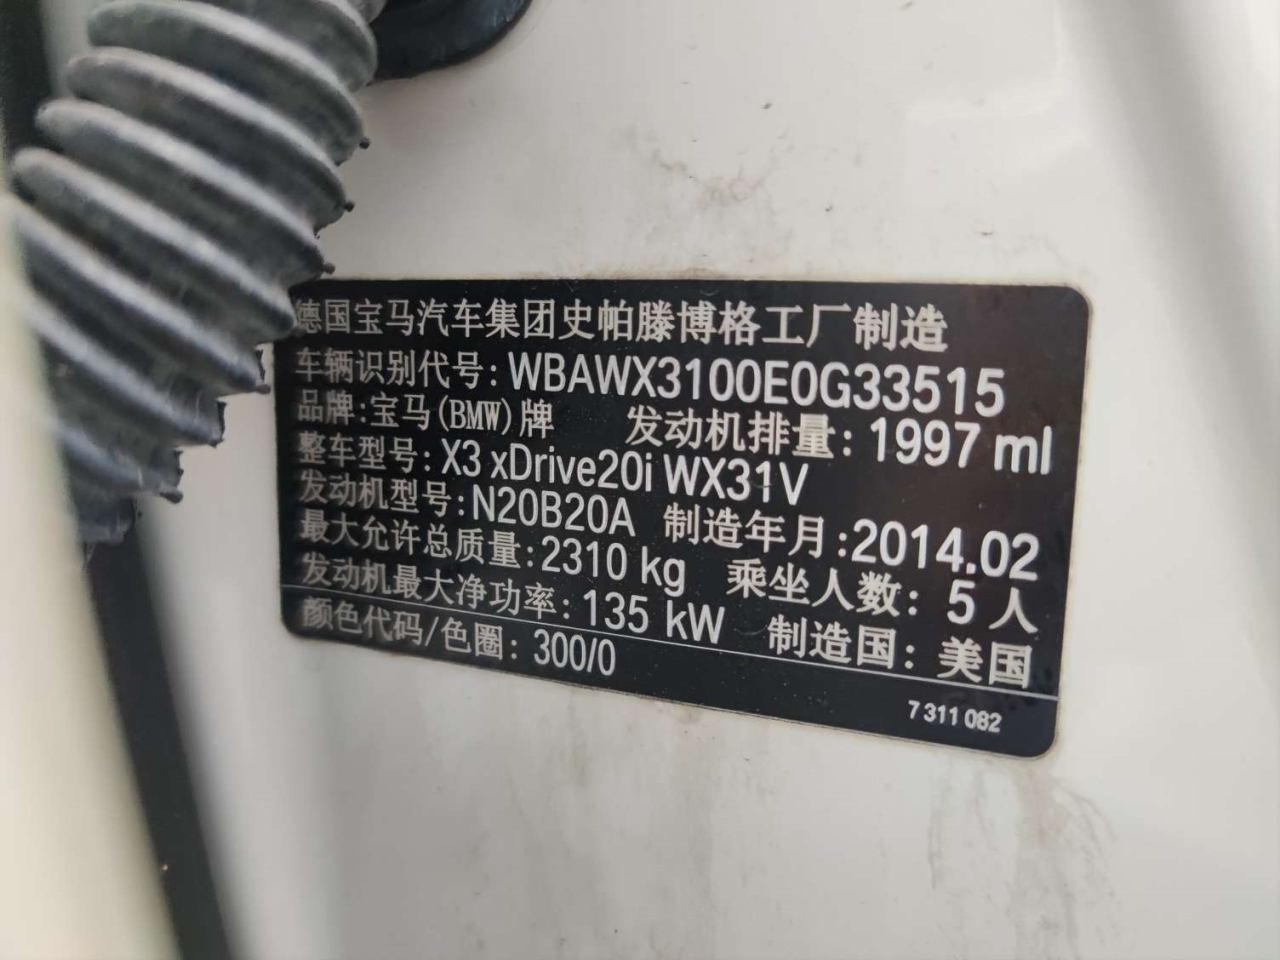 德国宝马汽车集团史帕滕博格工厂制造
车辆识别代号: WBAWX3100E0G33515
品牌:宝马(BMW)牌 发动机排量: 1997 ml
整车型号: X3 xDrive20i WX31V
发动机型号: N20B20A 制造年月:2014.02
最大允许总质量: 2310 kg 乘坐人数: 5 人
发动机最大净功率: 135 kW 制造国: 美国
颜色代码/色圈: 300/0
7 311 082